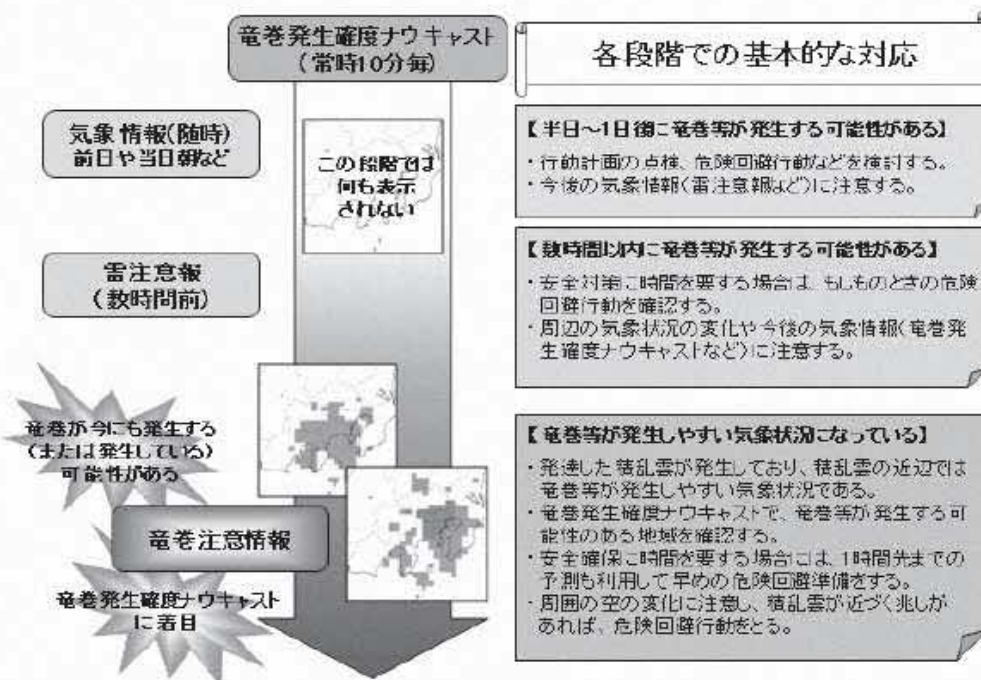 竜巻発生確度ナウキャスト
(常時10分毎)
各段階での基本的な対応
気象情報(随時)
前日や当日朝など
この段階では
何も表示
されない
【半日～1日後に竜巻等が発生する可能性がある】
・行動計画の点検、危険回避行動などを検討する。
・今後の気象情報(雷注意報など)に注意する。
雷注意報
(数時間前)
【数時間以内に竜巻等が発生する可能性がある】
・安全対策に時間を要する場合は、もしものときの危険
回避行動を確認する。
・周辺の気象状況の変化や今後の気象情報(竜巻発
生確度ナウキャストなど)に注意する。
竜巻が今にも発生する
(または発生している)
可能性がある
竜巻注意情報
竜巻発生確度ナウキャスト
に着目
【竜巻等が発生しやすい気象状況になっている】
・発達した積乱雲が発生しており、積乱雲の近辺では
竜巻等が発生しやすい気象状況である。
・竜巻発生確度ナウキャストで、竜巻等が発生する可
能性のある地域を確認する。
・安全確保に時間を要する場合には、1時間先までの
予測も利用して早めの危険回避準備をする。
・周囲の空の変化に注意し、積乱雲が近づく兆しが
あれば、危険回避行動をとる。